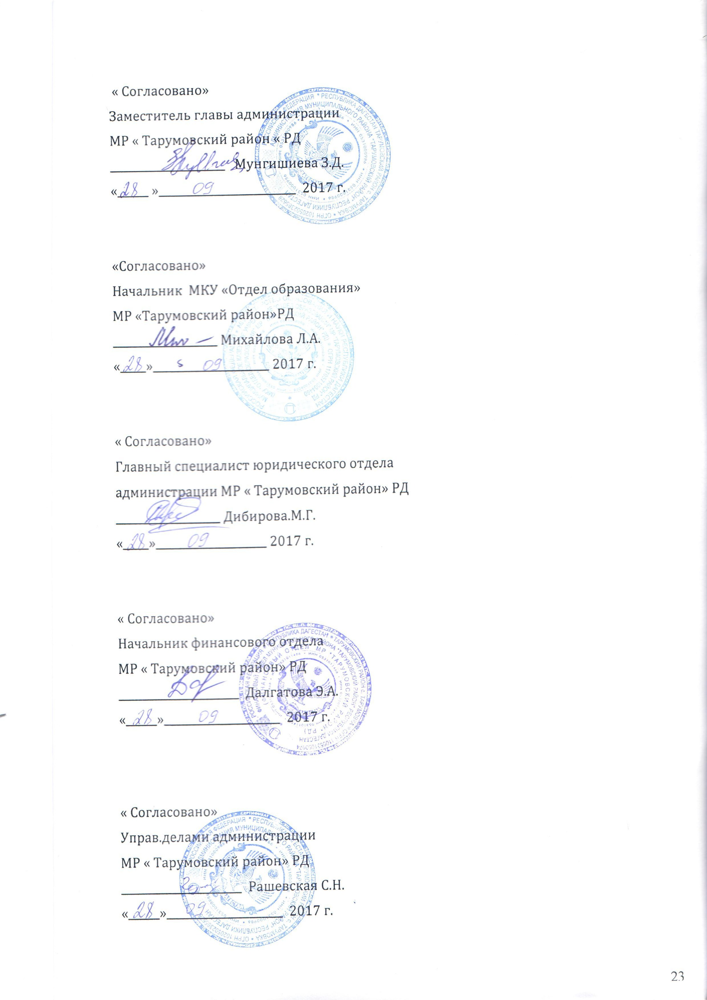 « Согласовано»
Заместитель главы администрации
МР « Тарумовский район « РД
Мунгишиева З.Д.
«28» 09 2017 г.
«Согласовано»
Начальник МКУ «Отдел образования»
МР «Тарумовский район»РД
Михайлова Л.А.
«28» 09 2017 г.
« Согласовано»
Главный специалист юридического отдела
администрации МР « Тарумовский район» РД
Дибирова.М.Г.
«28» 09 2017 г.
« Согласовано»
Начальник финансового отдела
МР « Тарумовский район» РД
Далгатова Э.А.
«28» 09 2017 г.
« Согласовано»
Управ.делами администрации
МР « Тарумовский район» РД
Рашевская С.Н.
«28» 09 2017 г.
23